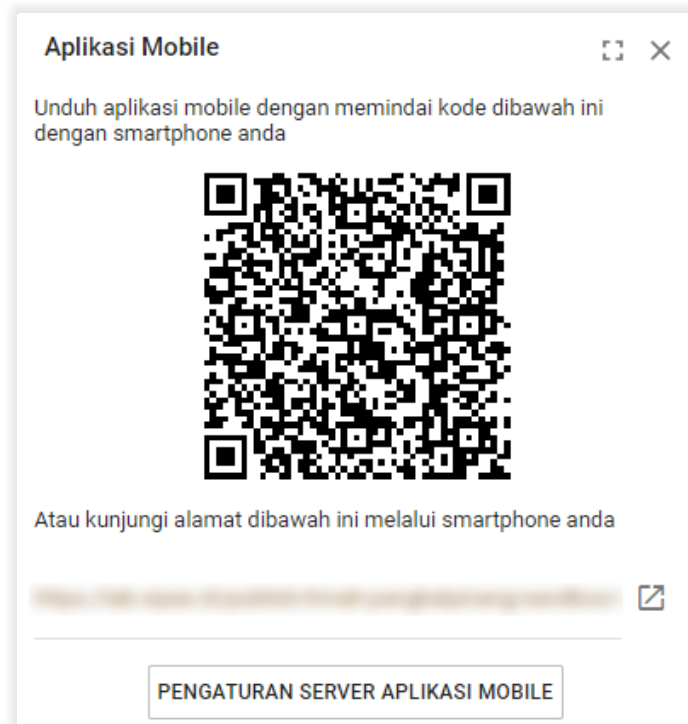 Aplikasi Mobile
Unduh aplikasi mobile dengan memindai kode dibawah ini
dengan smartphone anda
Atau kunjungi alamat dibawah ini melalui smartphone anda
PENGATURAN SERVER APLIKASI MOBILE